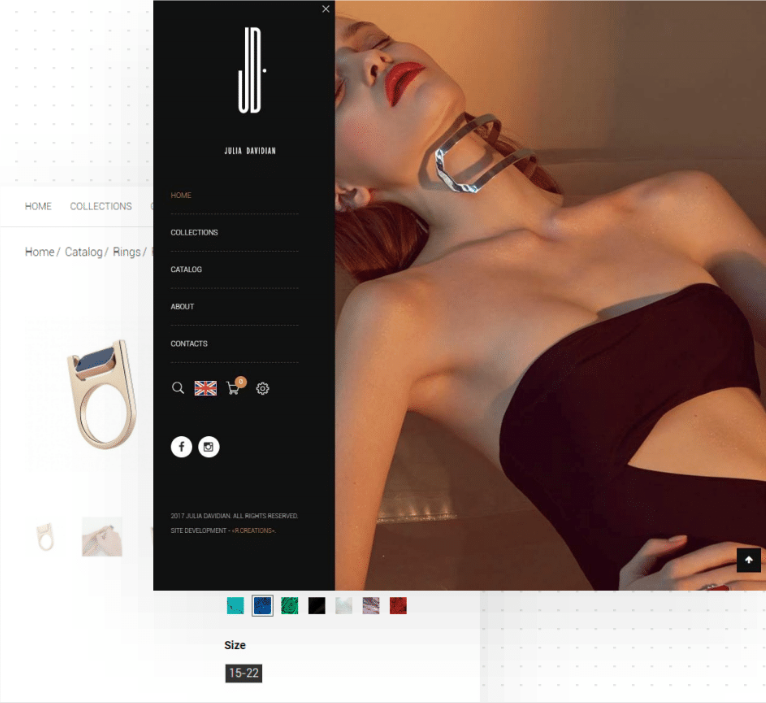 JD.
JULIA DAVIDIAN
HOME
COLLECTIONS
CATALOG
ABOUT
CONTACTS
0
2017 JULIA DAVIDIAN. ALL RIGHTS RESERVED.
SITE DEVELOPMENT - <R.CREATIONS>.
HOME COLLECTIONS
Home / Catalog / Rings /
Size
15-22